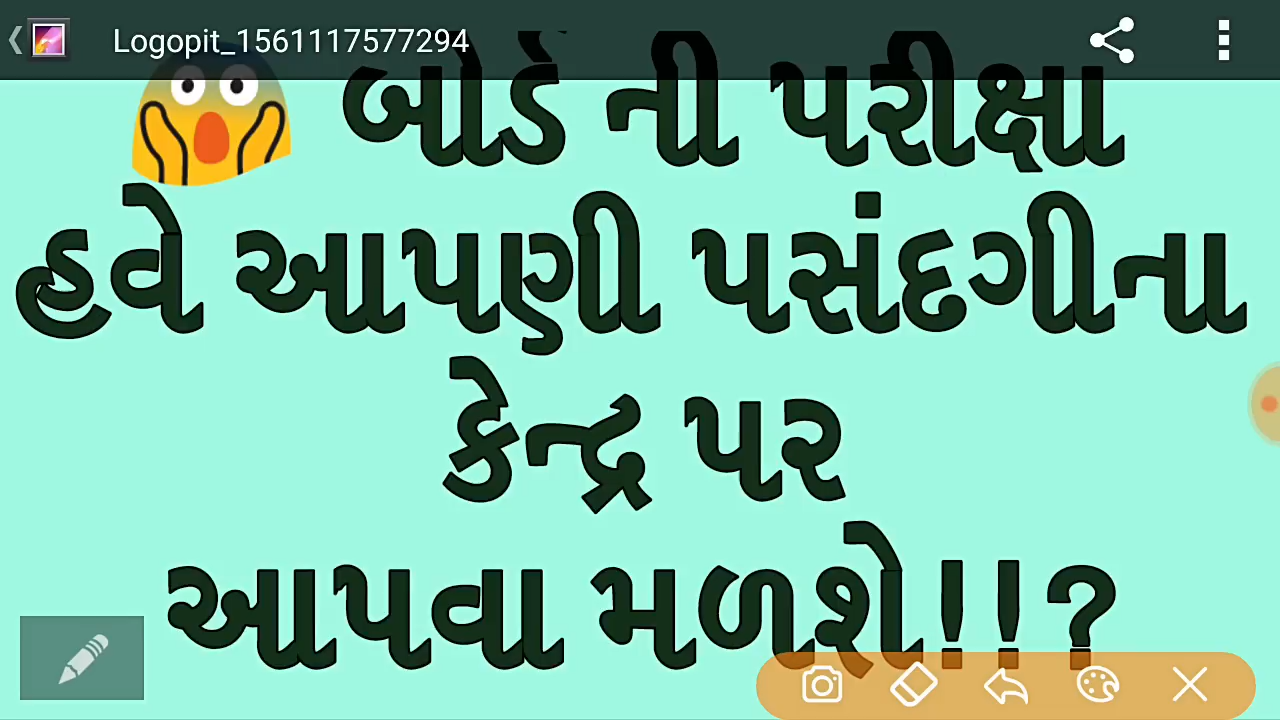 Logopit_1561117577294
બોર્ડ ની પરીક્ષા
હવે આપણી પસંદગીના
કેન્દ્ર પર
આપવા મળશે!!?